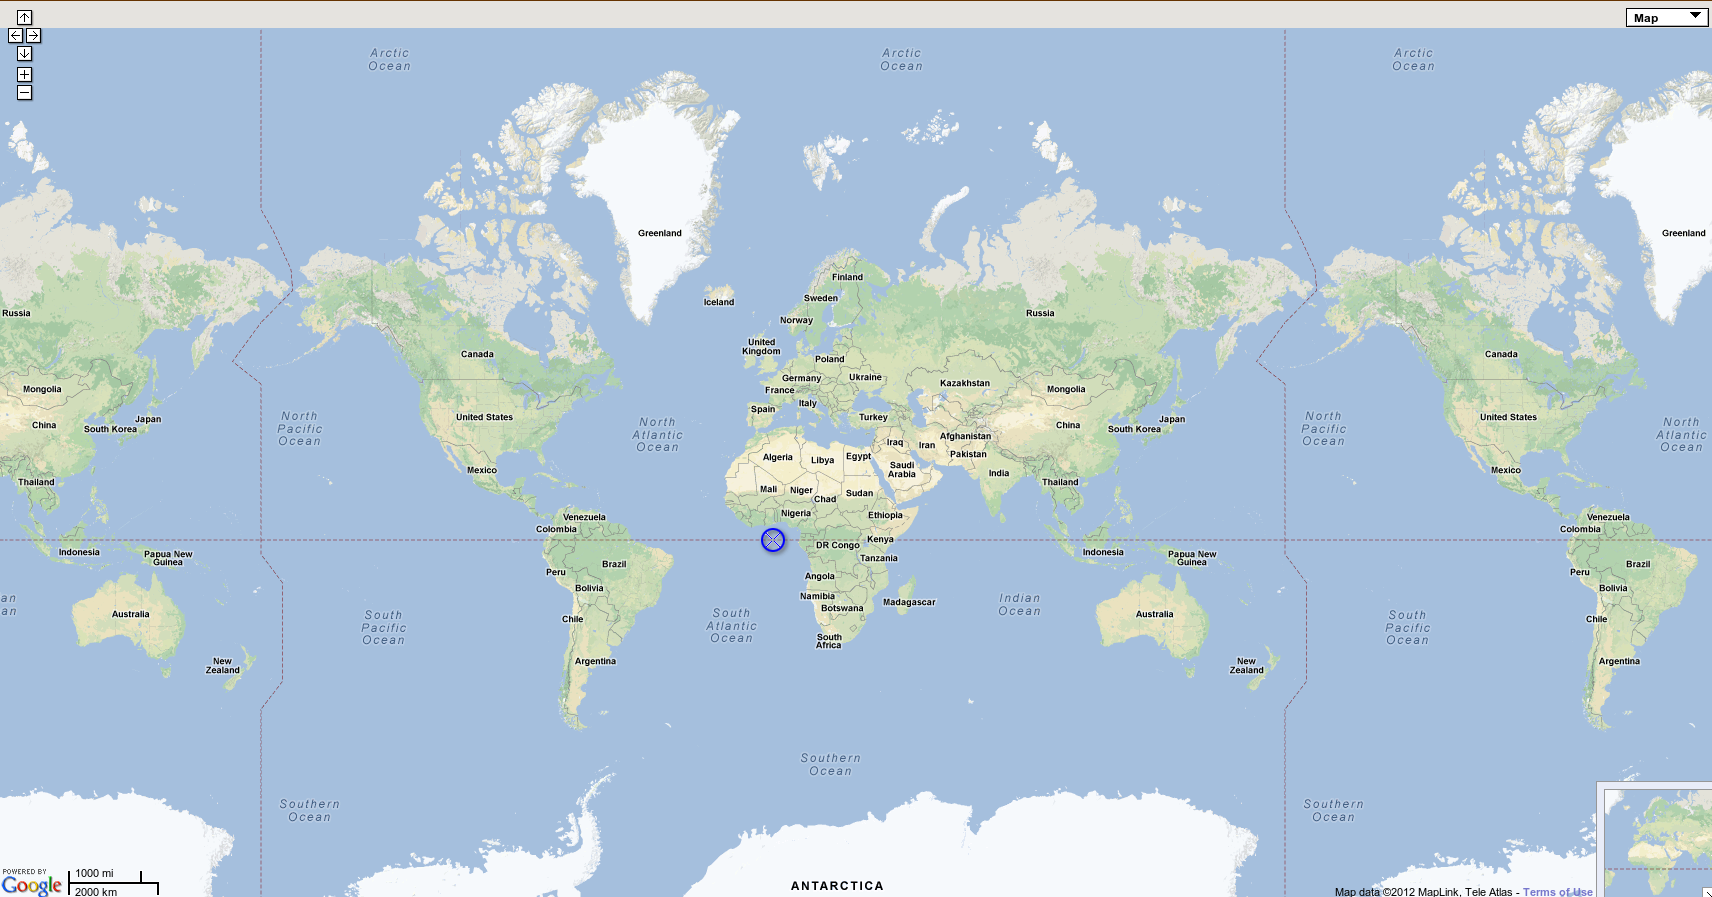 Map
Arctic
Ocean
Arctic
Ocean
Arctic
Ocean
Greenland
Greenland
Finland
Iceland
Sweden
Norway
Russia
Russia
United
Kingdom
Poland
Canada
Canada
Germany
Ukraine
France
Kazakhstan
Mongolia
Mongolia
Spain
Italy
Turkey
United States
United States
Japan
Japan
China
China
South Korea
South Korea
North
Pacific
Ocean
North
Atlantic
Ocean
North
Pacific
Ocean
North
Atlantic
Ocean
Iraq
Iran
Afghanistan
Pakistan
Algeria
Libya
Egypt
Saudi
Arabia
India
Mexico
Mexico
Thailand
Thailand
Mali
Niger
Chad
Sudan
Nigeria
Ethiopia
Venezuela
Venezuela
Colombia
Colombia
DR Congo
Kenya
Tanzania
Indonesia
Indonesia
Papua New
Guinea
Papua New
Guinea
Peru
Peru
Brazil
Brazil
Bolivia
Bolivia
Angola
Namibia
Botswana
Madagascar
an
an
Indian
Ocean
Australia
Australia
Chile
Chile
South
Pacific
Ocean
South
Atlantic
Ocean
South
Pacific
Ocean
South
Africa
New
Zealand
New
Zealand
Argentina
Argentina
Southern
Ocean
Southern
Ocean
Southern
Ocean
ANTARCTICA
POWERED BY
Google
1000 mi
2000 km
Map data ©2012 MapLink, Tele Atlas - Terms of Use